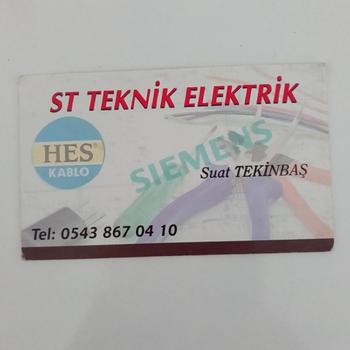 ST TEKNİK ELEKTRİK
HES®
KABLO
SIEMENS
Suat TEKİNBAŞ
Tel: 0543 867 04 10